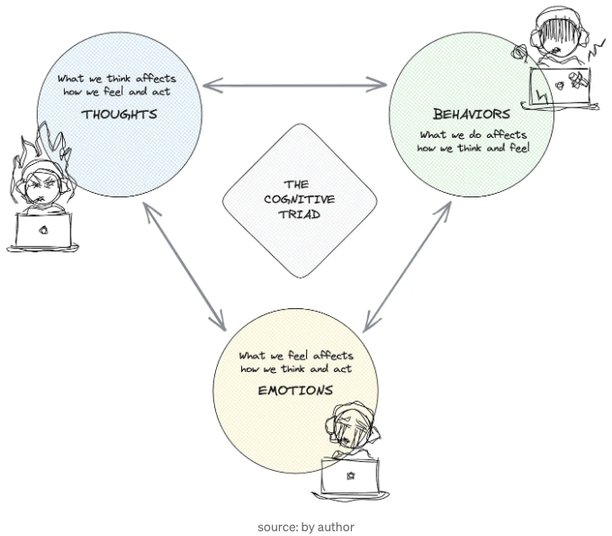 What we think affects
how we feel and act
THOUGHTS
BEHAVIORS
What we do affects
how we think and feel
THE
COGNITIVE
TRIAD
What we feel affects
how we think and act
EMOTIONS
source: by author